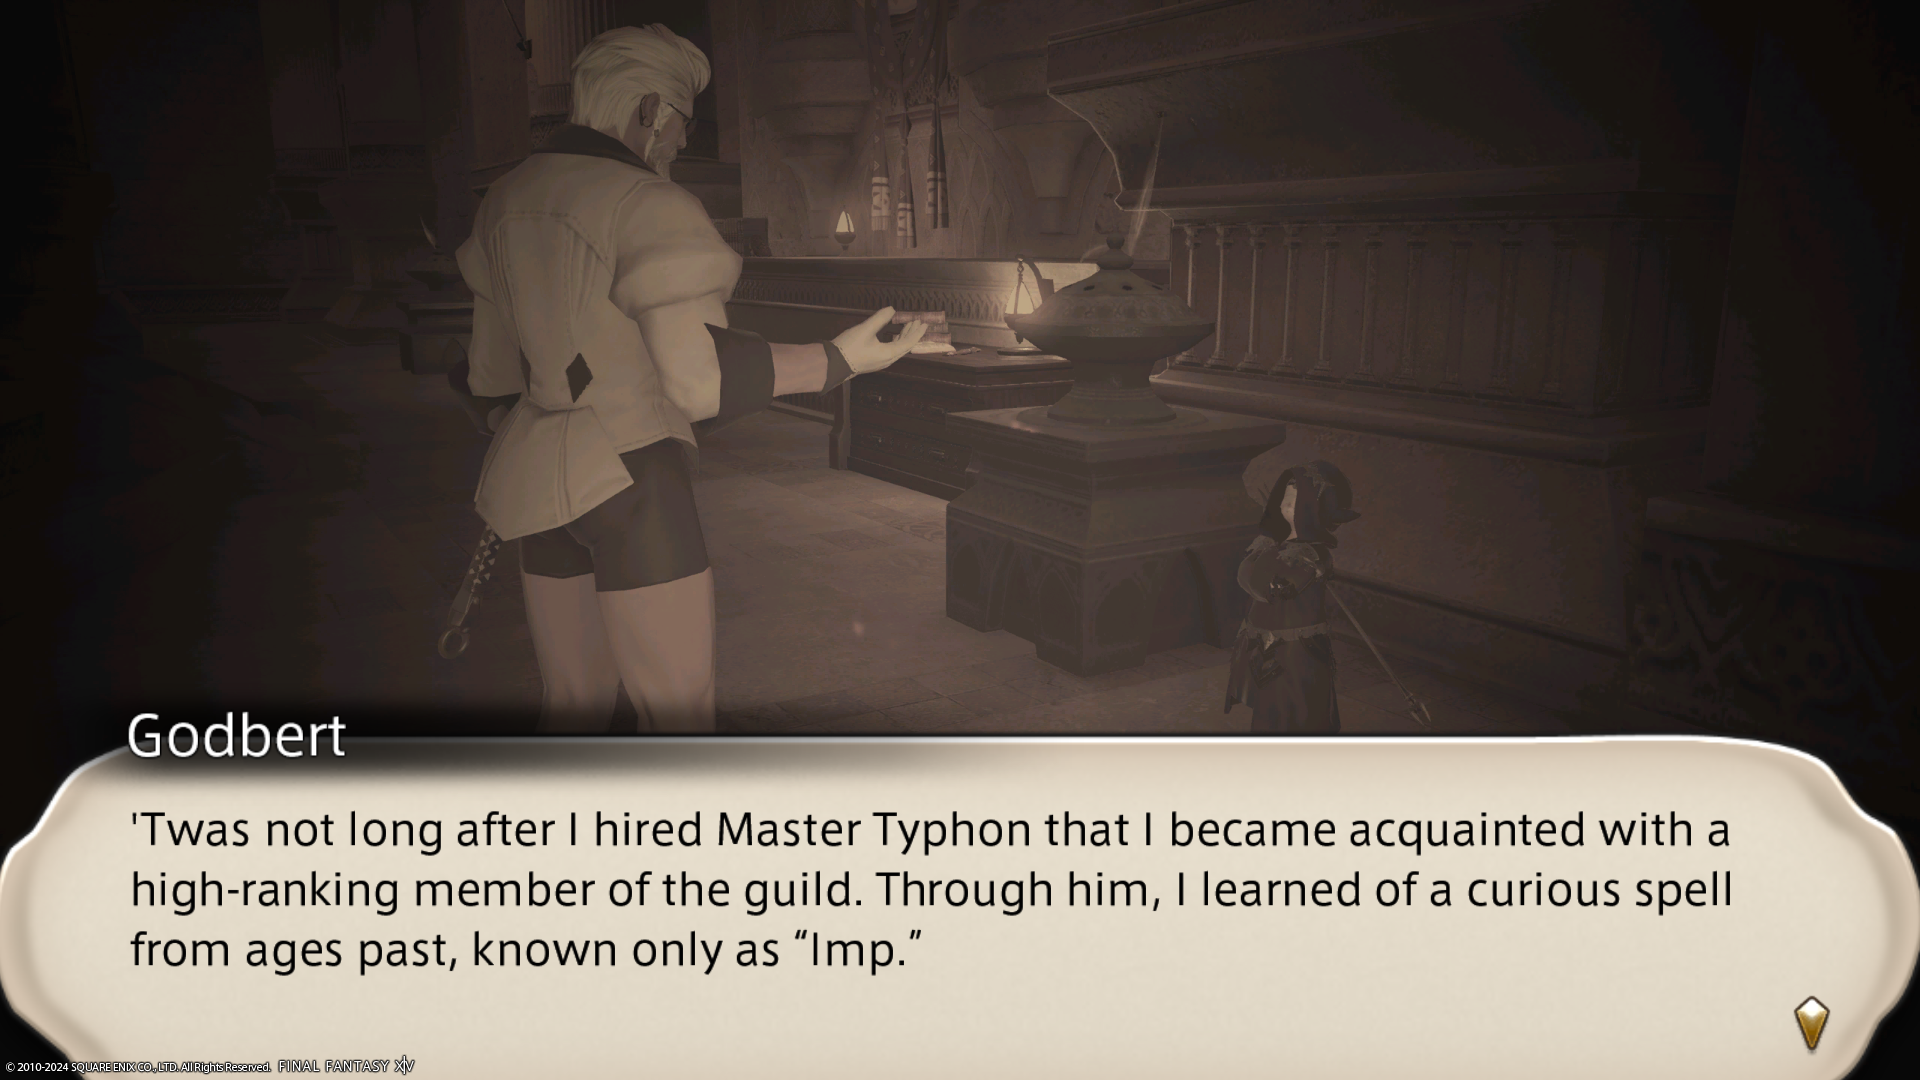 Godbert
'Twas not long after I hired Master Typhon that I became acquainted with a
high-ranking member of the guild. Through him, I learned of a curious spell
from ages past, known only as “Imp.”
© 2010-2024 SQUARE ENIX CO., LTD. All Rights Reserved. FINAL FANTASY XIV